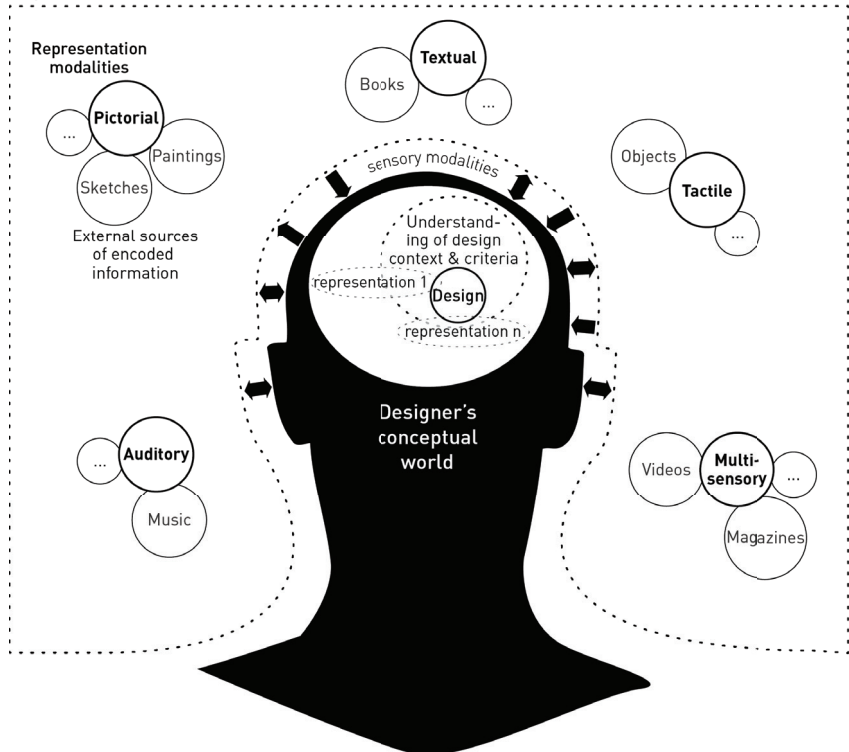 Representation
modalities
Pictorial
...
Paintings
Sketches
External sources
of encoded
information
Textual
Books
...
Objects
Tactile
...
sensory modalities
Understand-
ing of design
context & criteria
representation 1
Design
representation n
Designer's
conceptual
world
Auditory
...
Music
Videos
Multi-
sensory
...
Magazines